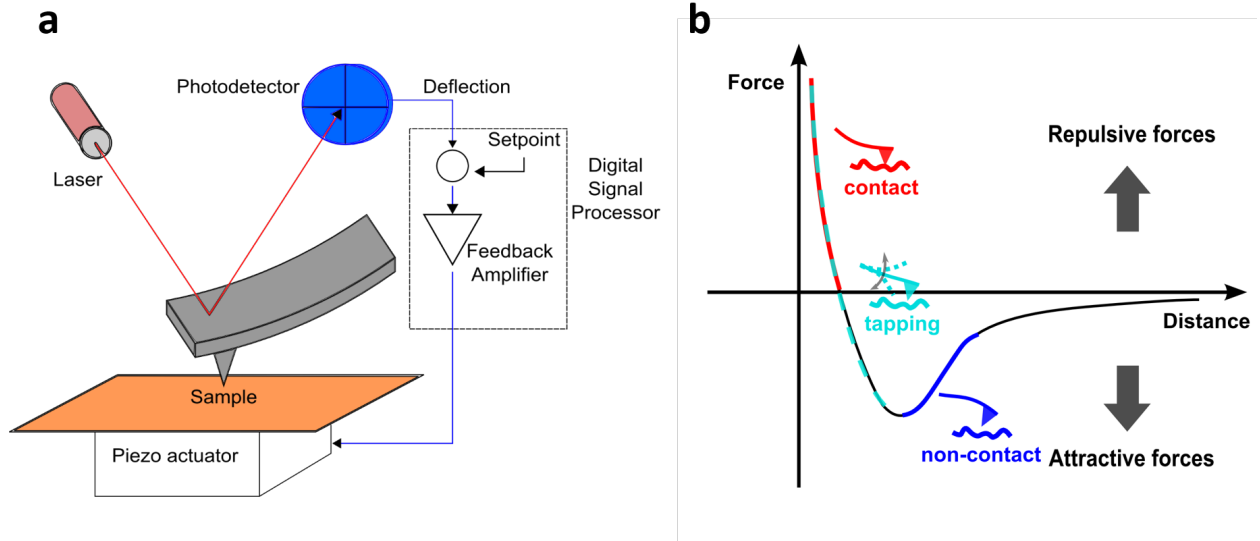 a
Photodetector
Deflection
Setpoint
Digital
Signal
Processor
Laser
Feedback
Amplifier
Sample
Piezo actuator
b
Force
Repulsive forces
contact
tapping
Distance
non-contact
Attractive forces